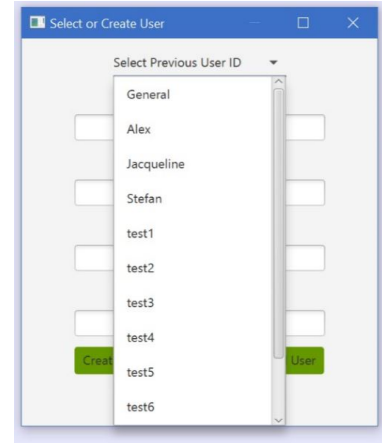 Select or Create User
Select Previous User ID
General
Alex
Jacqueline
Stefan
test1
test2
test3
test4
Creat User
test5
test6